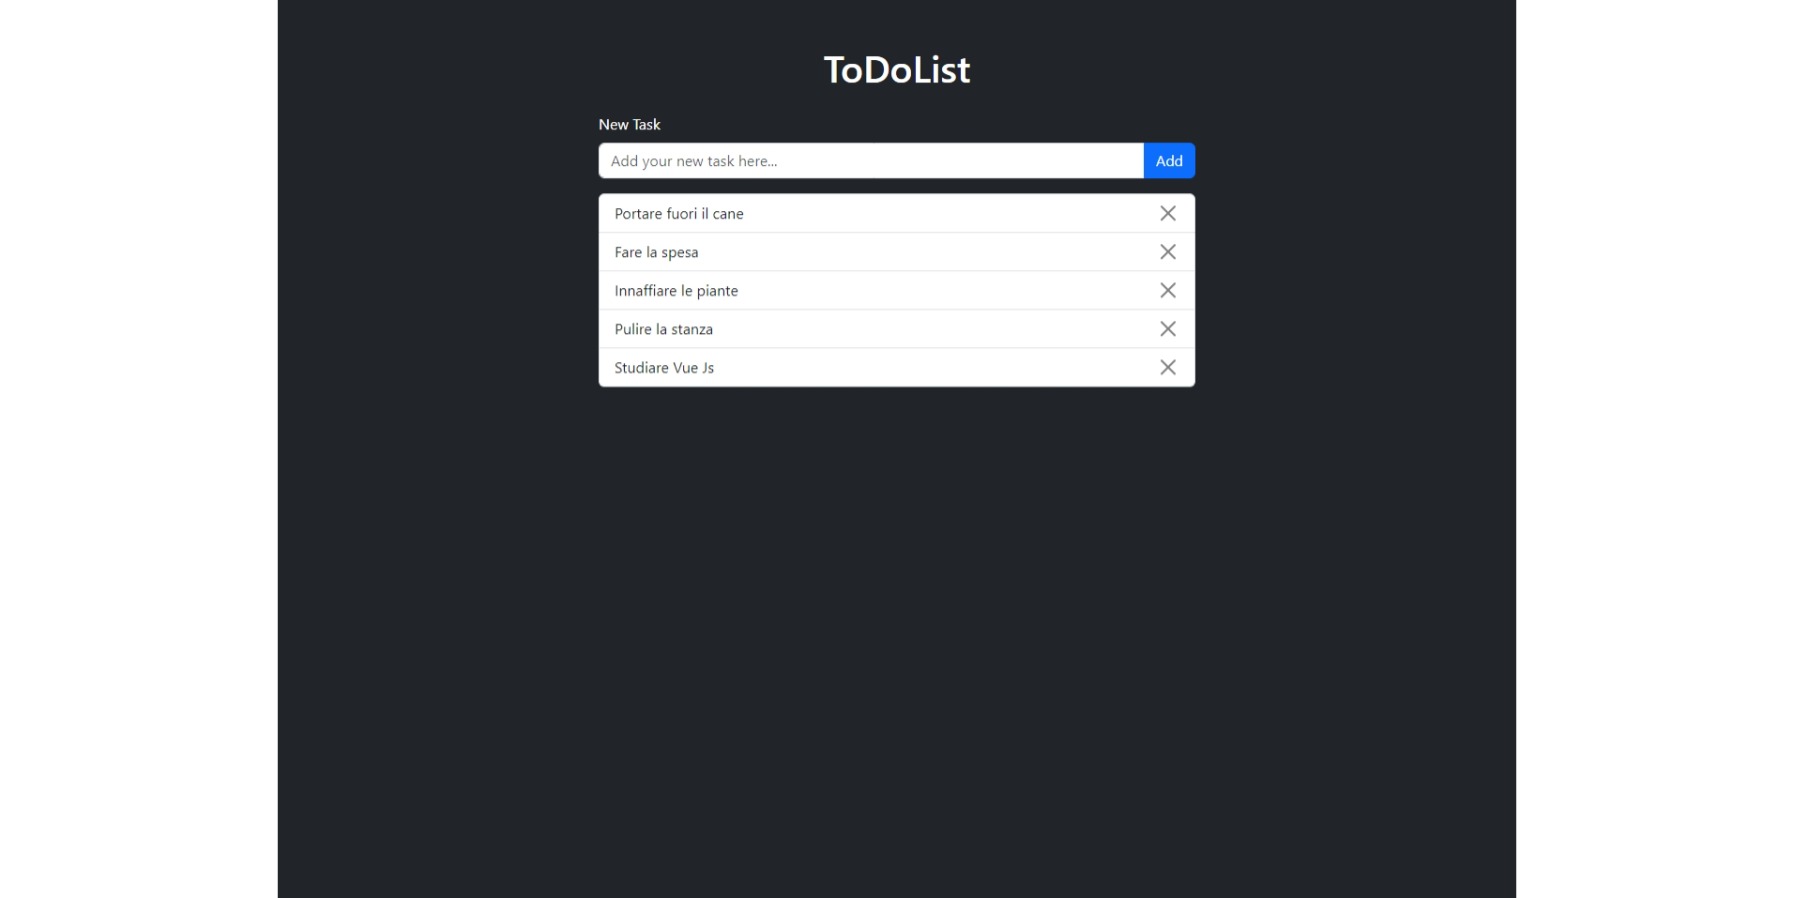 ToDoList
New Task
Add your new task here...
Add
Portare fuori il cane
Fare la spesa
Innaffiare le piante
Pulire la stanza
Studiare Vue Js